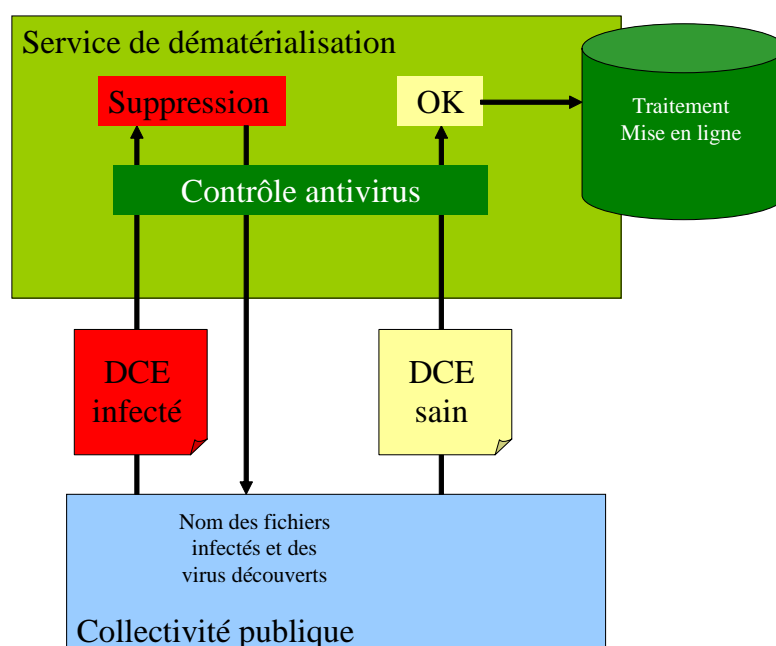 Service de dématérialisation
Suppression
OK
Traitement
Mise en ligne
Contrôle antivirus
DCE
infecté
DCE
sain
Nom des fichiers
infectés et des
virus découverts
Collectivité publique